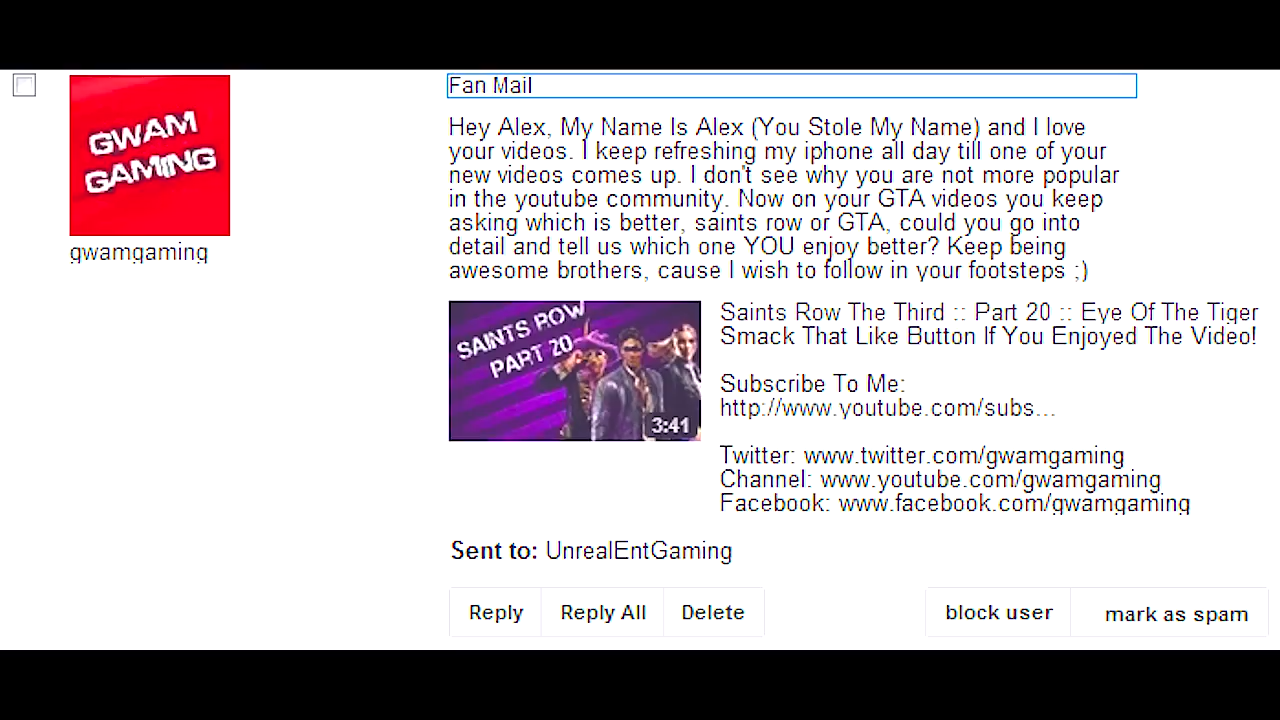 Fan Mail
GWAM
GAMING
gwamgaming
Hey Alex, My Name Is Alex (You Stole My Name) and I love
your videos. I keep refreshing my iphone all day till one of your
new videos comes up. I don't see why you are not more popular
in the youtube community. Now on your GTA videos you keep
asking which is better, saints row or GTA, could you go into
detail and tell us which one YOU enjoy better? Keep being
awesome brothers, cause I wish to follow in your footsteps ;)
SAINTS ROW
PART 20
3:41
Saints Row The Third :: Part 20 :: Eye Of The Tiger
Smack That Like Button If You Enjoyed The Video!
Subscribe To Me:
http://www.youtube.com/subs...
Twitter: www.twitter.com/gwamgaming
Channel: www.youtube.com/gwamgaming
Facebook: www.facebook.com/gwamgaming
Sent to: UnrealEntGaming
Reply Reply All Delete block user mark as spam